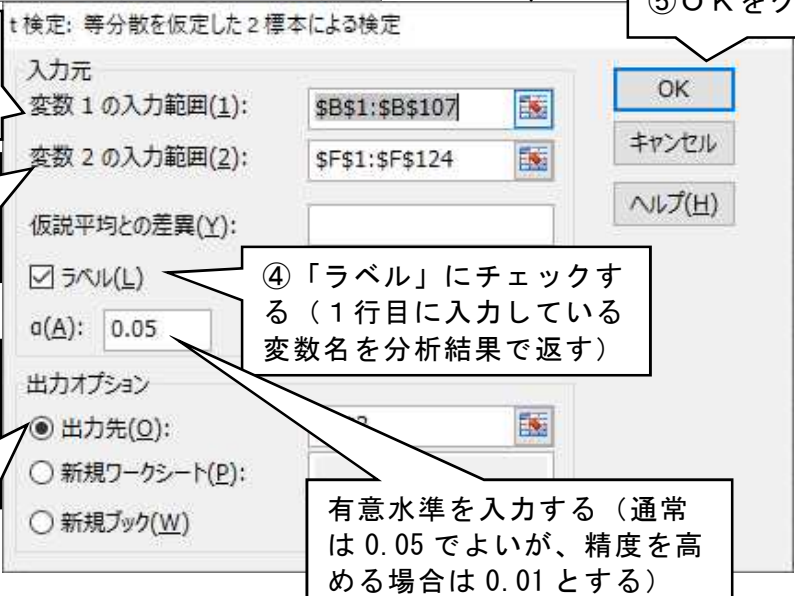 ⑤OKをク
t 検定: 等分散を仮定した2標本による検定
入力元
変数 1 の入力範囲(1):
$B$1:$B$107
変数 2 の入力範囲(2):
$F$1:$F$124
仮説平均との差異(Y):
ラベル(L)
α(A): 0.05
OK
キャンセル
ヘルプ(H)
④「ラベル」にチェックす
る(1行目に入力している
変数名を分析結果で返す)
出力オプション
出力先(O):
新規ワークシート(P):
新規ブック(W)
有意水準を入力する(通常
は 0.05 でよいが、精度を高
める場合は 0.01 とする)